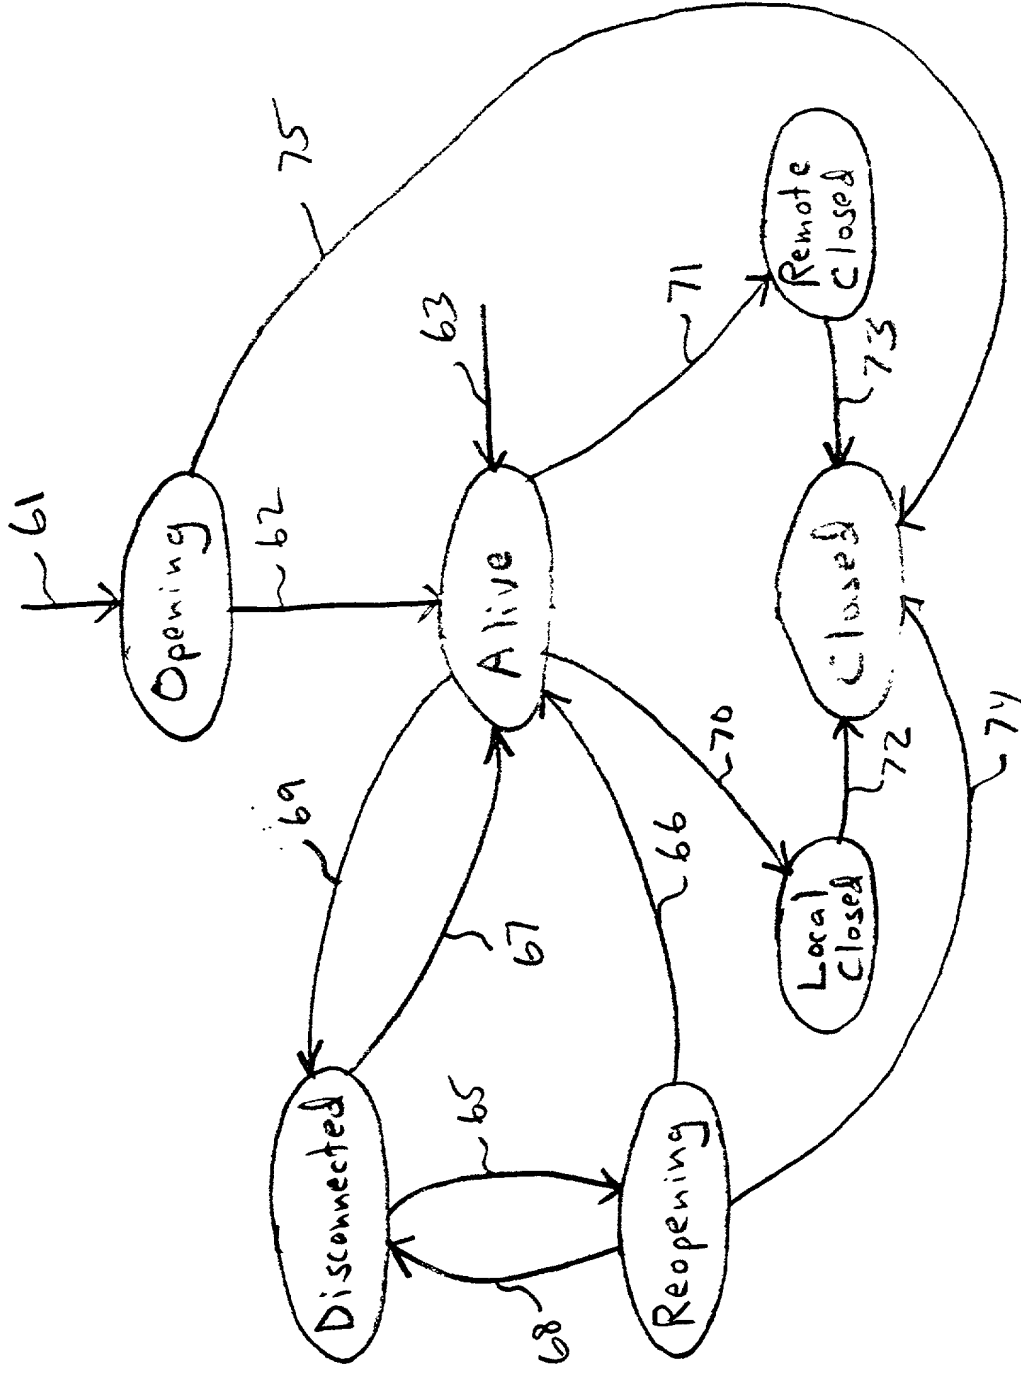 61
Opening
75
62
63
Alive
69
67
Disconnected
65
68
Reopening
66
70
71
Remote
Closed
73
Closed
72
Local
Closed
74